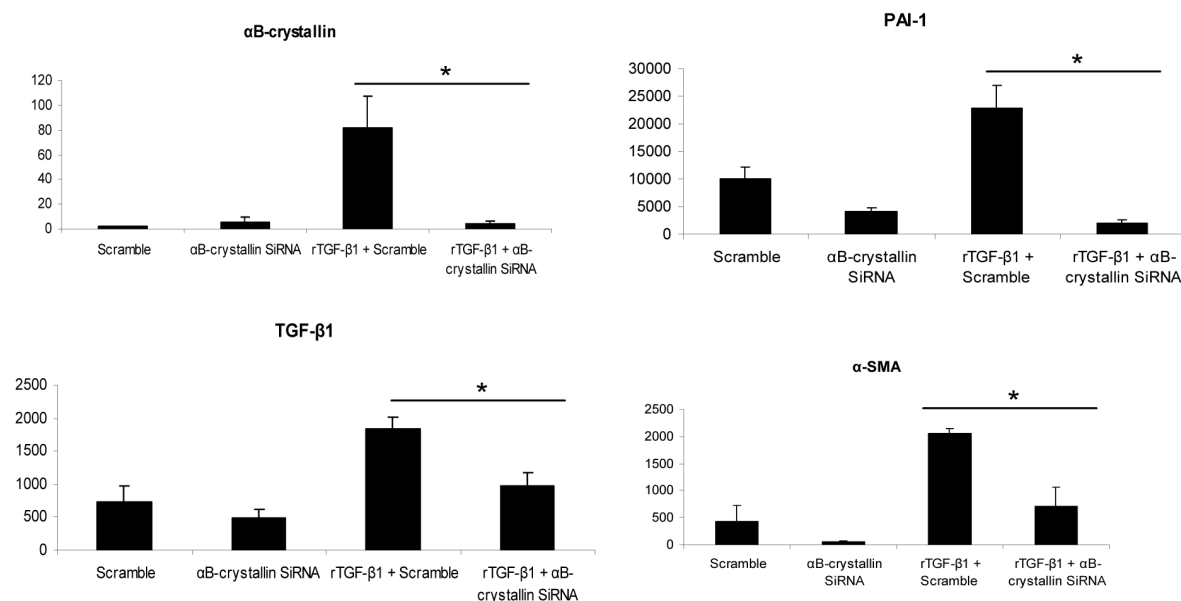 αB-crystallin
*
120
100
80
60
40
20
0
Scramble
αB-crystallin SiRNA
rTGF-β1 + Scramble
rTGF-β1 + αB-
crystallin SiRNA
PAI-1
*
30000
25000
20000
15000
10000
5000
0
Scramble
αB-crystallin
SiRNA
rTGF-β1 +
Scramble
rTGF-β1 + αB-
crystallin SiRNA
TGF-β1
*
2500
2000
1500
1000
500
0
Scramble
αB-crystallin SiRNA
rTGF-β1 + Scramble
rTGF-β1 + αB-
crystallin SiRNA
α-SMA
*
2500
2000
1500
1000
500
0
Scramble
αB-crystallin
SiRNA
rTGF-β1 +
Scramble
rTGF-β1 + αB-
crystallin SiRNA